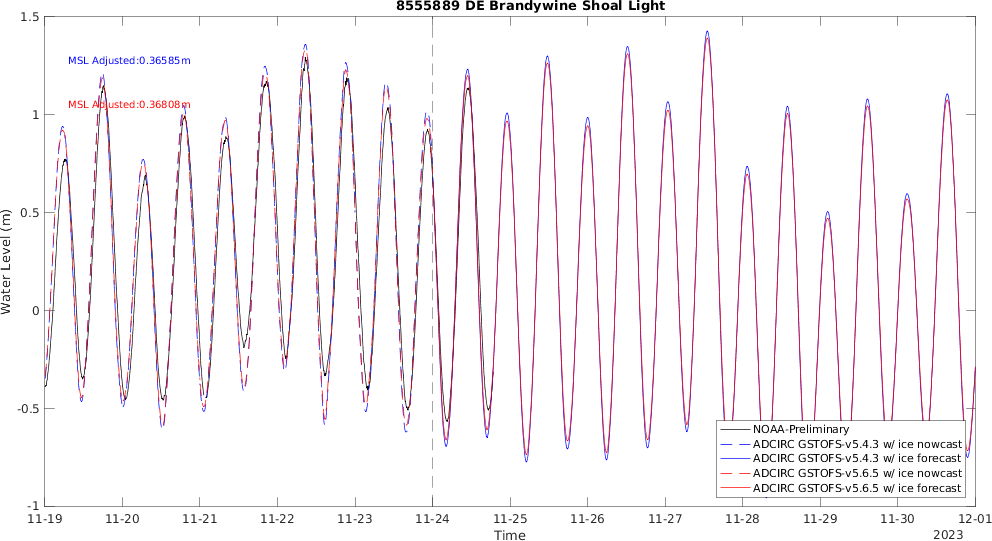 8555889 DE Brandywine Shoal Light
MSL Adjusted:0.36585m
MSL Adjusted:0.36808m
Water Level (m)
1.5
1
0.5
0
-0.5
-1
NOAA-Preliminary
ADCIRC GSTOFS-v5.4.3 w/ ice nowcast
ADCIRC GSTOFS-v5.4.3 w/ ice forecast
ADCIRC GSTOFS-v5.6.5 w/ ice nowcast
ADCIRC GSTOFS-v5.6.5 w/ ice forecast
11-19 11-20 11-21 11-22 11-23 11-24 11-25 11-26 11-27 11-28 11-29 11-30 12-01
Time
2023